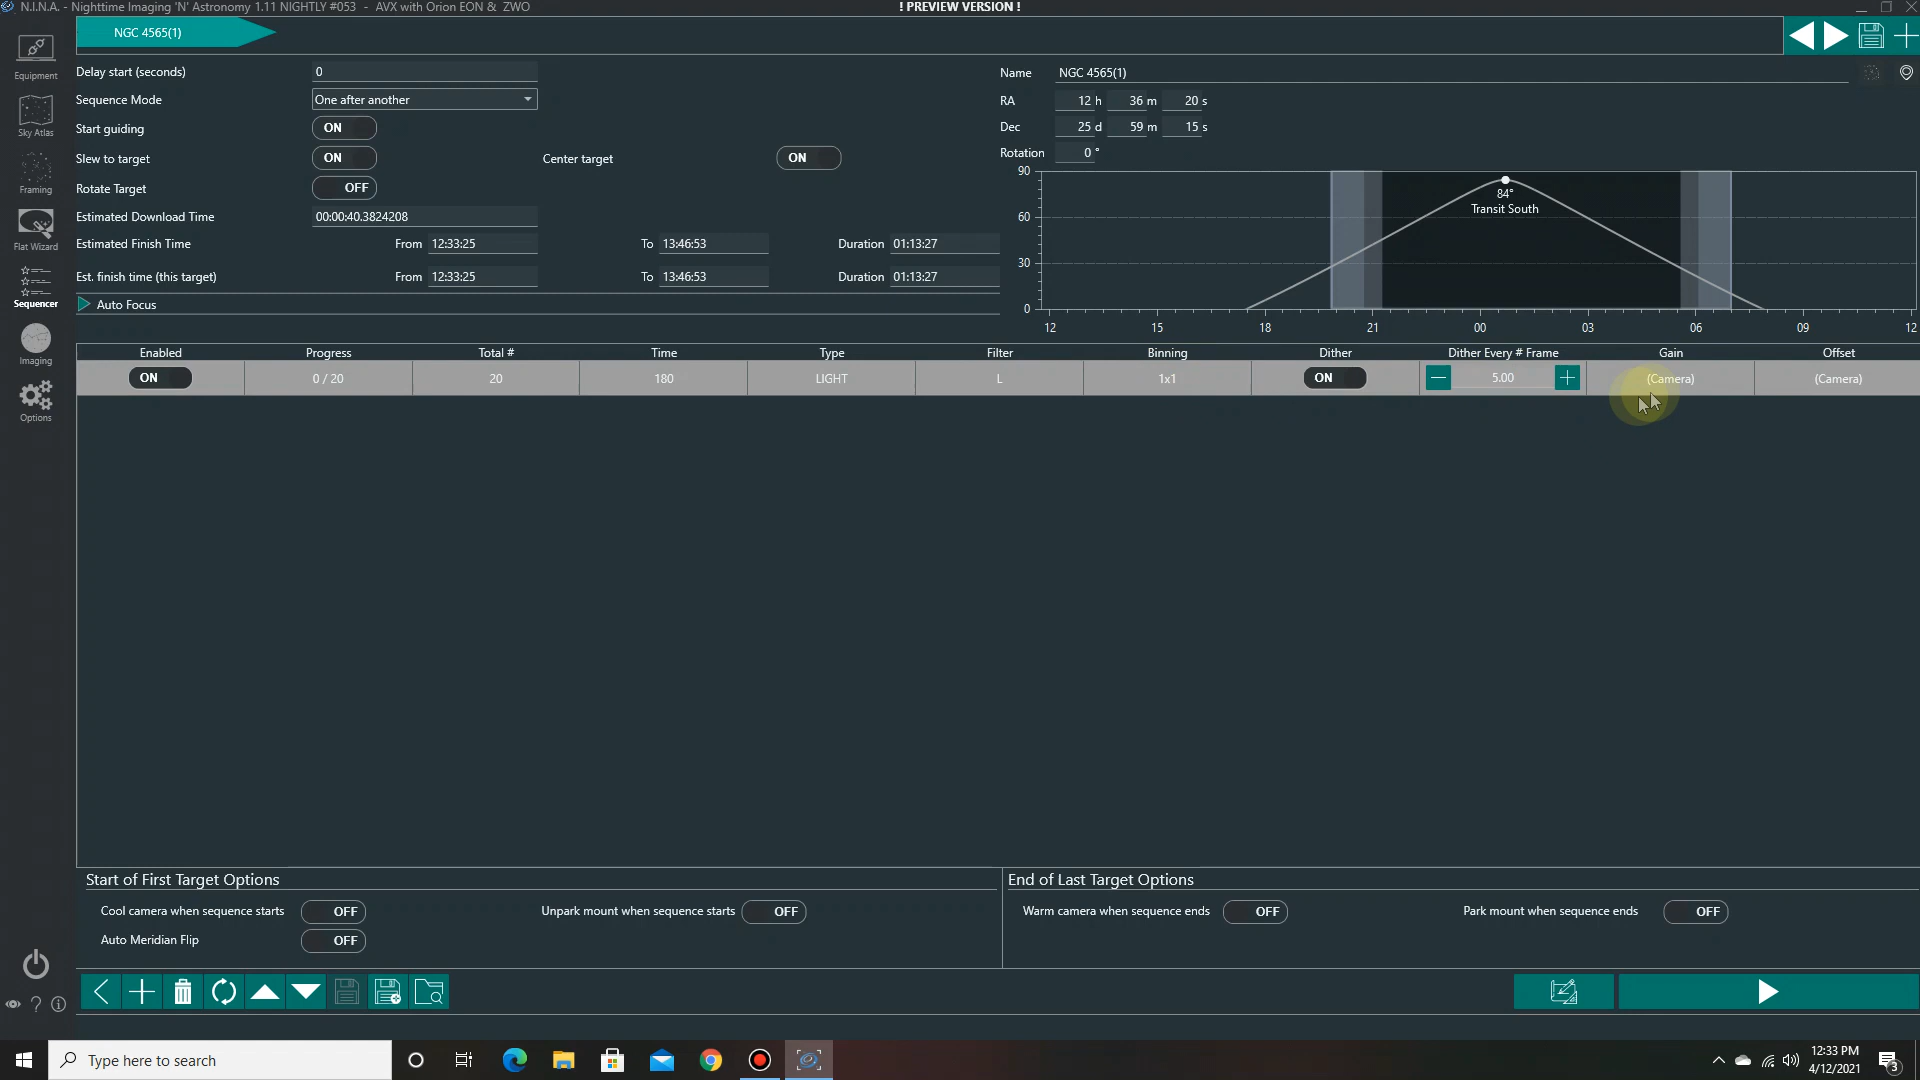 N.I.N.A. - Nighttime Imaging 'N' Astronomy 1.11 NIGHTLY #053 - AVX with Orion EON & ZWO
! PREVIEW VERSION !
NGC 4565(1)
Equipment
Sky Atlas
Framing
Flat Wizard
Sequencer
Imaging
Options
Delay start (seconds) 0
Sequence Mode One after another
Start guiding ON
Slew to target ON Center target ON
Rotate Target OFF
Estimated Download Time 00:00:40.3824208
Estimated Finish Time From 12:33:25 To 13:46:53 Duration 01:13:27
Est. finish time (this target) From 12:33:25 To 13:46:53 Duration 01:13:27
Auto Focus
Name NGC 4565(1)
RA 12 h 36 m 20 s
Dec 25 d 59 m 15 s
Rotation 0 °
90
60
30
0
84°
Transit South
12 15 18 21 00 03 06 09 12
Enabled Progress Total # Time Type Filter Binning Dither Dither Every # Frame Gain Offset
ON 0 / 20 20 180 LIGHT L 1x1 ON 5.00 (Camera) (Camera)
Start of First Target Options
Cool camera when sequence starts OFF Unpark mount when sequence starts OFF
Auto Meridian Flip OFF
End of Last Target Options
Warm camera when sequence ends OFF Park mount when sequence ends OFF
Type here to search
12:33 PM
4/12/2021
3